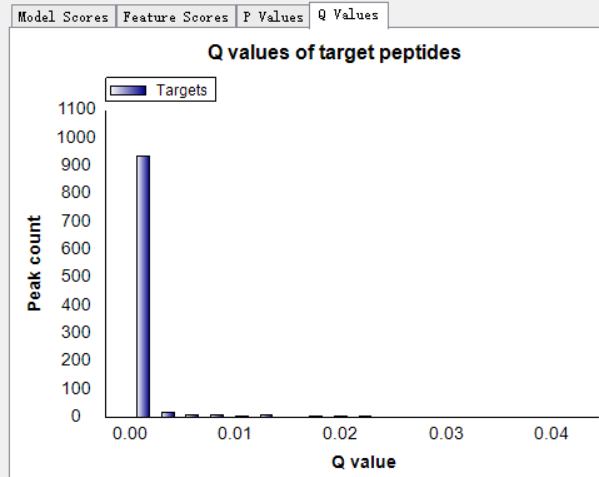 Model Scores Feature Scores P Values Q Values
Q values of target peptides
Targets
1100
1000
900
800
700
600
500
400
300
200
100
0
Peak count
0.00 0.01 0.02 0.03 0.04
Q value